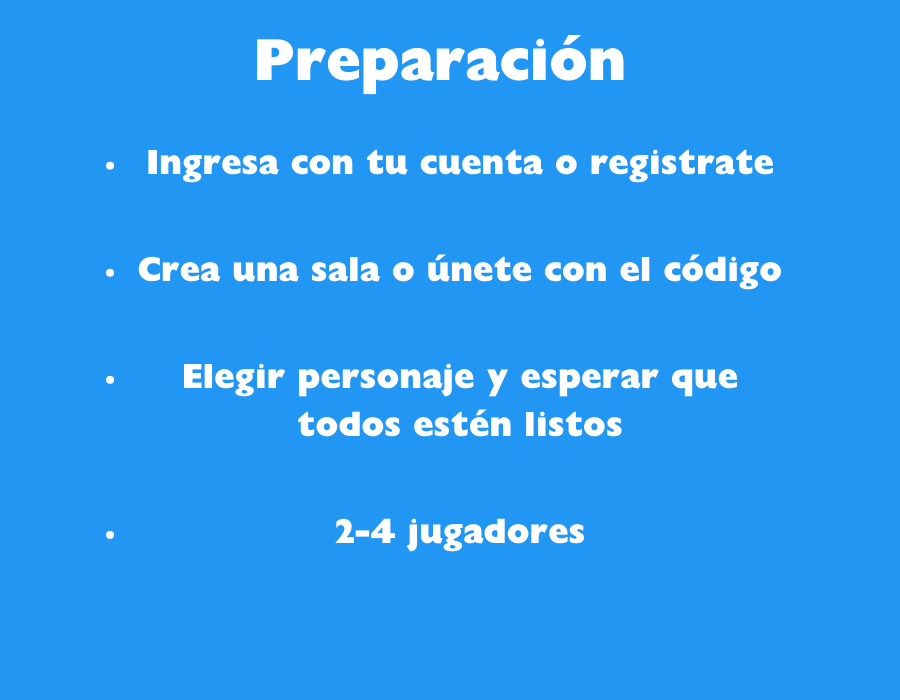 Preparación
• Ingresa con tu cuenta o registrate
• Crea una sala o únete con el código
• Elegir personaje y esperar que
todos estén listos
• 2-4 jugadores